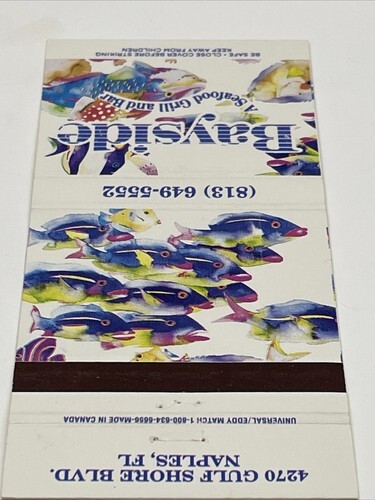 BE SAFE - CLOSE COVER BEFORE STRIKING
KEEP AWAY FROM CHILDREN
Bayside
A Seafood Grill and Bar
(813) 649-5552
UNIVERSAL/EDDY MATCH 1-800-634-6656-MADE IN CANADA
4270 GULF SHORE BLVD.
NAPLES, FL